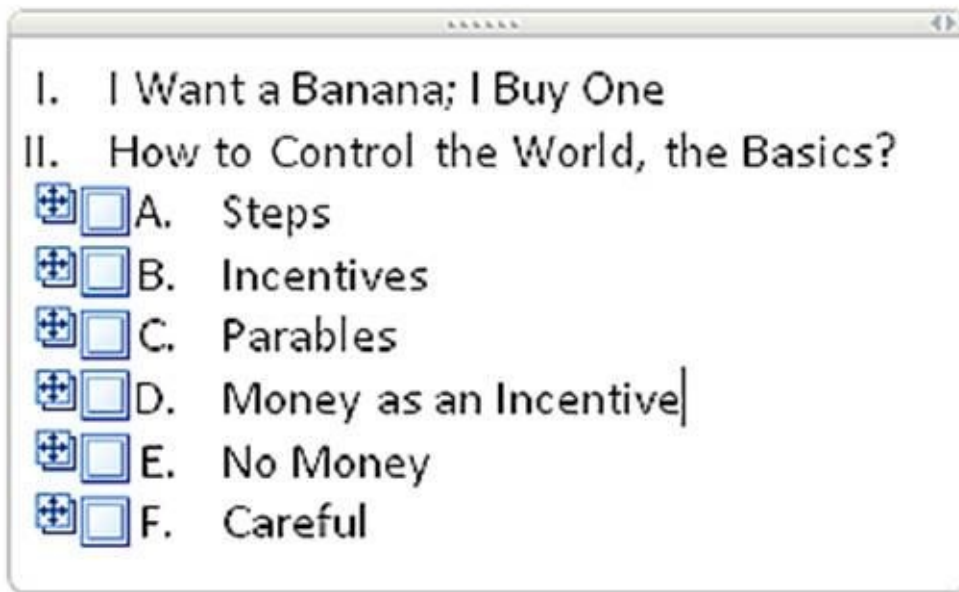 I. I Want a Banana; I Buy One
II. How to Control the World, the Basics?
A. Steps
B. Incentives
C. Parables
D. Money as an Incentive
E. No Money
F. Careful